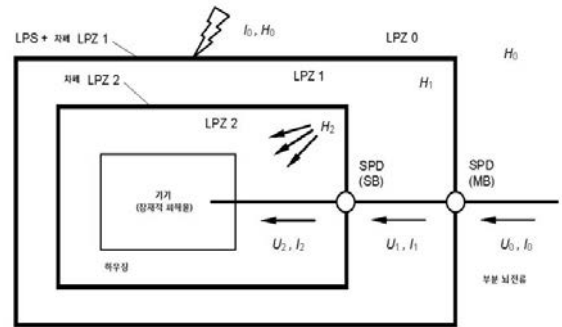 I0, H0
LPS + 차폐 LPZ 1
LPZ 0
H0
차폐 LPZ 2
LPZ 1
H1
LPZ 2
H2
SPD
(SB)
SPD
(MB)
기기
(잠재적 피해물)
U2, I2
U1, I1
U0, I0
하우징
부분 뇌전류